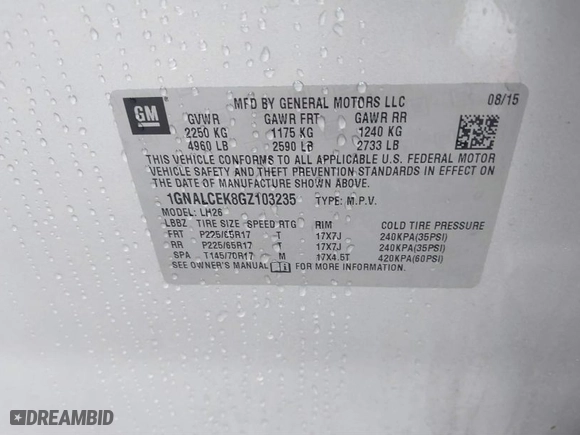 GM
MFD BY GENERAL MOTORS LLC 08/15
GVWR GAWR FRT GAWR RR
2250 KG 1175 KG 1240 KG
4960 LB 2590 LB 2733 LB
THIS VEHICLE CONFORMS TO ALL APPLICABLE U.S. FEDERAL MOTOR
VEHICLE SAFETY AND THEFT PREVENTION STANDARDS IN EFFECT ON
THE DATE OF MANUFACTURE SHOWN ABOVE.
1GNALCEK8GZ103235 TYPE: M.P.V.
MODEL: LH26
LBBZ TIRE SIZE SPEED RTG RIM COLD TIRE PRESSURE
FRT P225/65R17 T 17X7J 240KPA(35PSI)
RR P225/65R17 T 17X7J 240KPA(35PSI)
SPA T145/70R17 M 17X4.5T 420KPA(60PSI)
SEE OWNER'S MANUAL FOR MORE INFORMATION.
DREAMBID